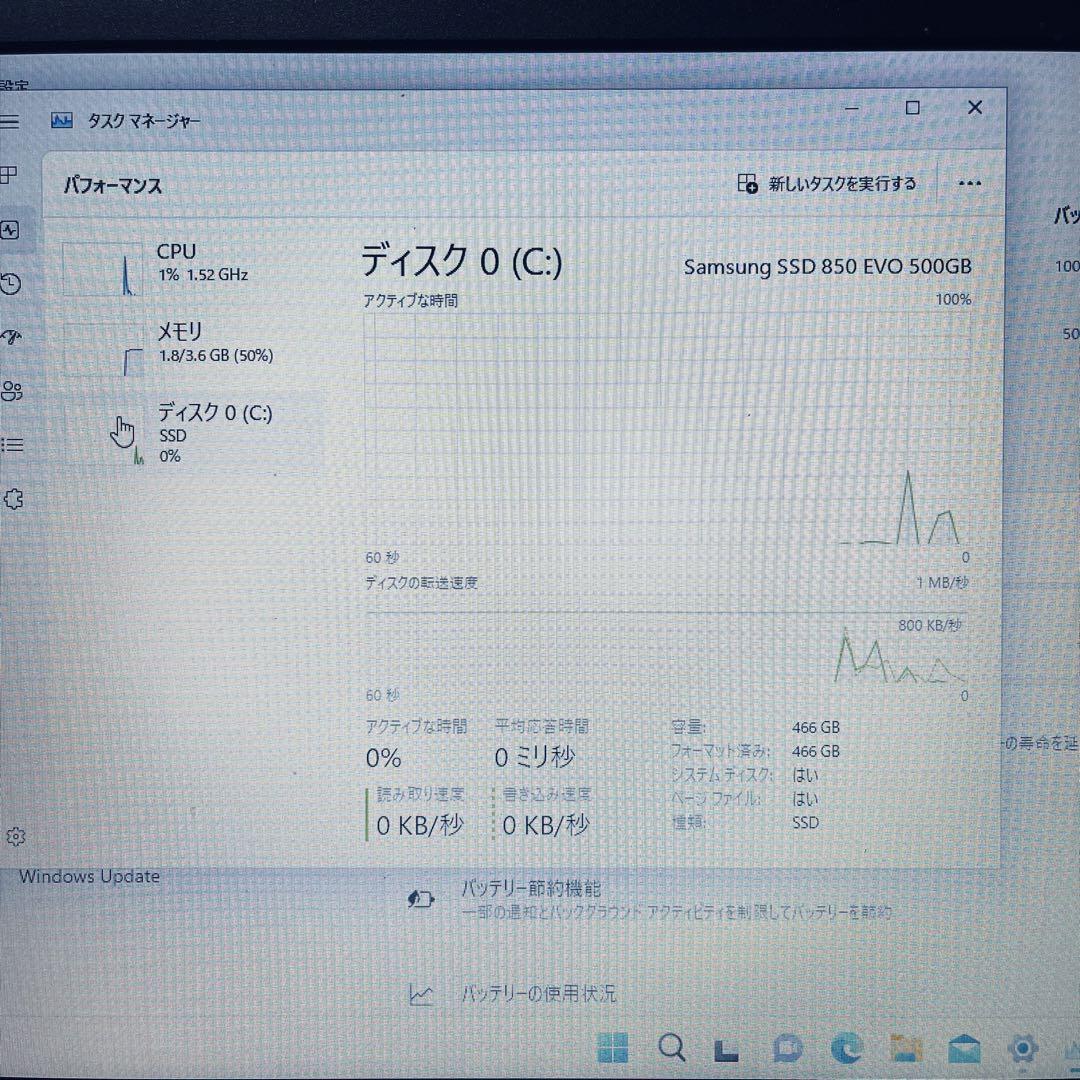 設定
タスク マネージャー
パフォーマンス
新しいタスクを実行する
CPU
1% 1.52 GHz
メモリ
1.8/3.6 GB (50%)
ディスク 0 (C:)
SSD
0%
ディスク 0 (C:)
Samsung SSD 850 EVO 500GB
アクティブな時間
100%
60 秒
0
ディスクの転送速度
1 MB/秒
800 KB/秒
60 秒
0
アクティブな時間
0%
平均応答時間
0 ミリ秒
読み取り速度
0 KB/秒
書き込み速度
0 KB/秒
容量: 466 GB
フォーマット済み: 466 GB
システム ディスク: はい
ページ ファイル: はい
種類: SSD
バッ
100
50
の寿命を延
Windows Update
バッテリー節約機能
一部の通知とバックグラウンド アクティビティを制限してバッテリーを節約
バッテリーの使用状況